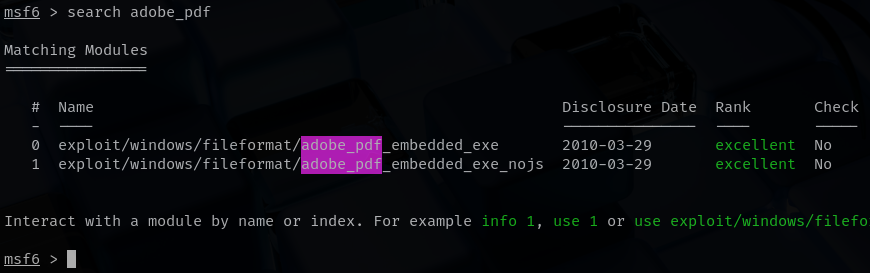 msf6 > search adobe_pdf
Matching Modules
================
# Name Disclosure Date Rank Check
- ---- --------------- ---- -----
0 exploit/windows/fileformat/adobe_pdf_embedded_exe 2010-03-29 excellent No
1 exploit/windows/fileformat/adobe_pdf_embedded_exe_nojs 2010-03-29 excellent No
Interact with a module by name or index. For example info 1, use 1 or use exploit/windows/filefo
msf6 >